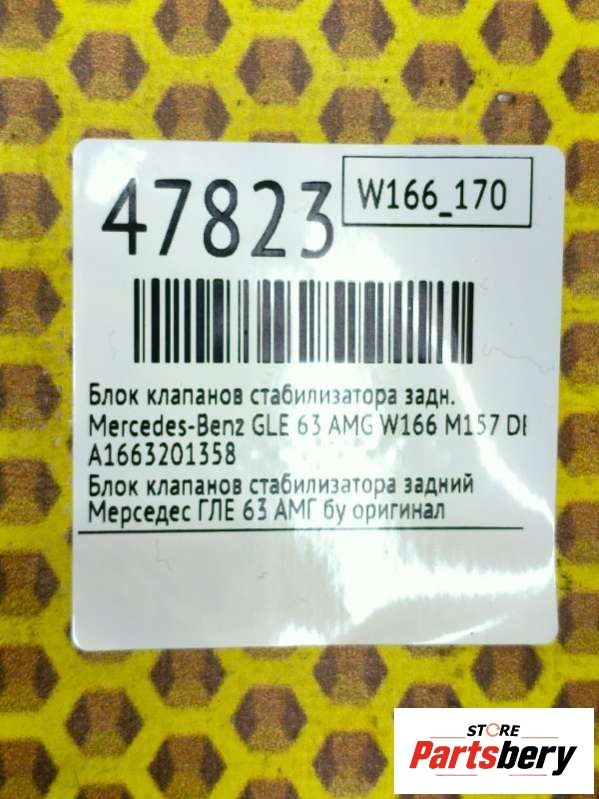 47823
W166_170
Блок клапанов стабилизатора задн.
Mercedes-Benz GLE 63 AMG W166 M157 DE
A1663201358
Блок клапанов стабилизатора задний
Мерседес ГЛЕ 63 АМГ бу оригинал
STORE
Partsbery